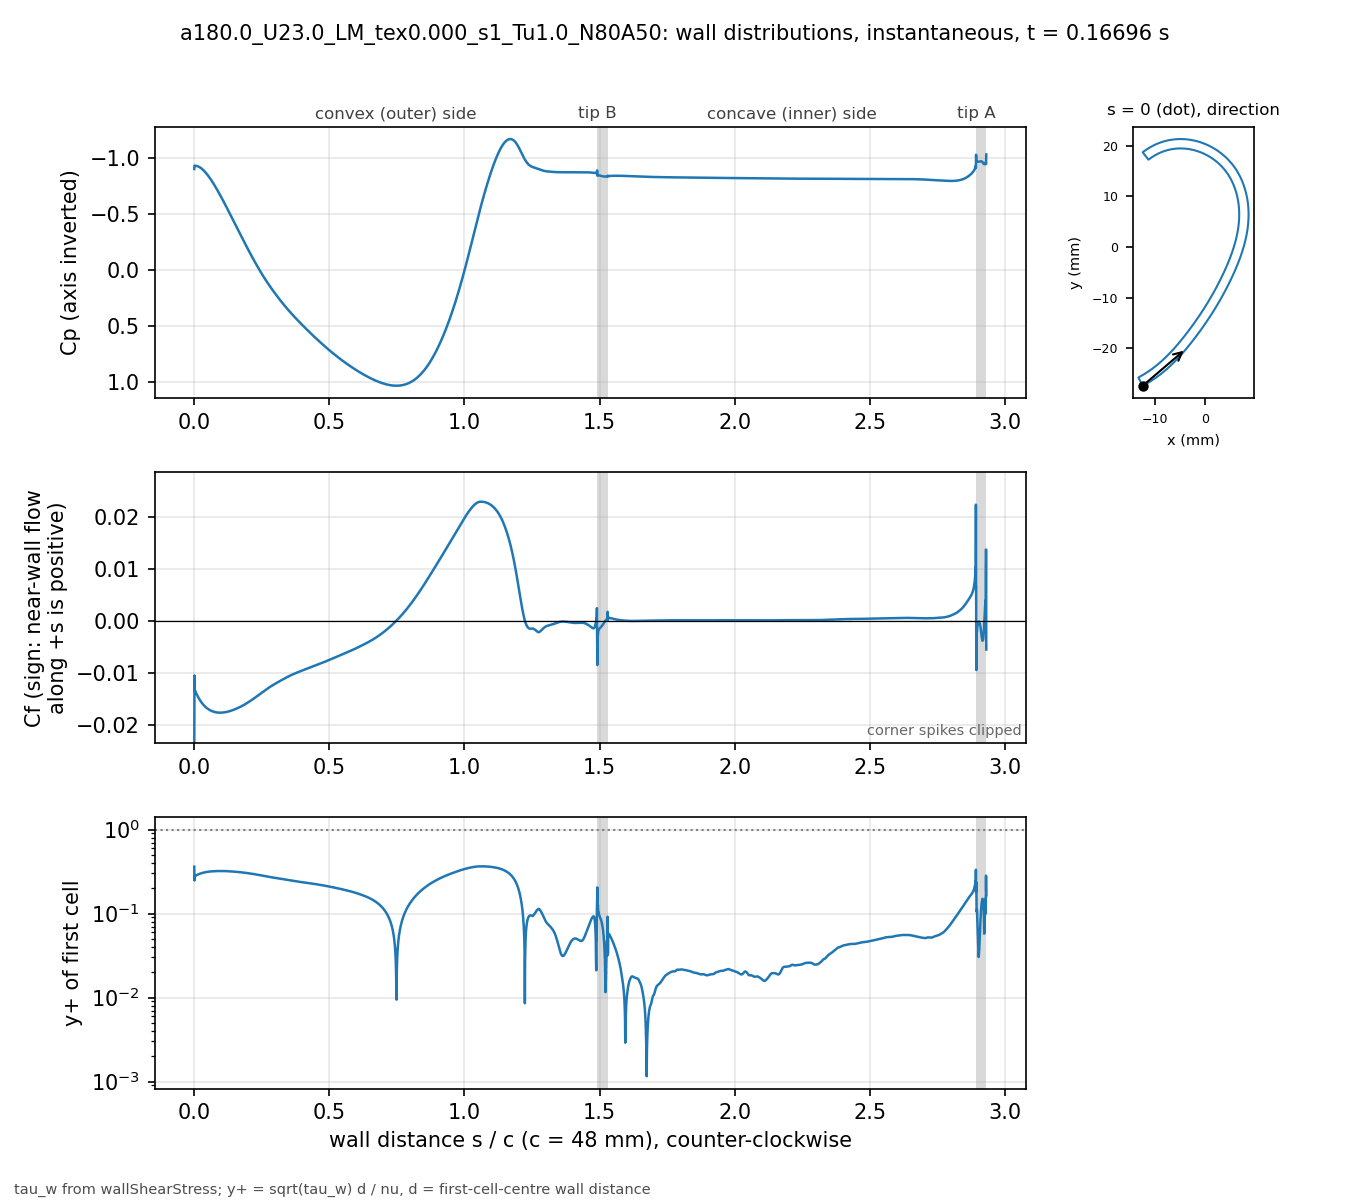 a180.0_U23.0_LM_tex0.000_s1_Tu1.0_N80A50: wall distributions, instantaneous, t = 0.16696 s
convex (outer) side
tip B
concave (inner) side
tip A
Cp (axis inverted)
−1.0
−0.5
0.0
0.5
1.0
0.0
0.5
1.0
1.5
2.0
2.5
3.0
s = 0 (dot), direction
y (mm)
20
10
0
−10
−20
−10
0
x (mm)
Cf (sign: near-wall flow
along +s is positive)
0.02
0.01
0.00
−0.01
−0.02
corner spikes clipped
0.0
0.5
1.0
1.5
2.0
2.5
3.0
y+ of first cell
10⁰
10⁻¹
10⁻²
10⁻³
0.0
0.5
1.0
1.5
2.0
2.5
3.0
wall distance s / c (c = 48 mm), counter-clockwise
tau_w from wallShearStress; y+ = sqrt(tau_w) d / nu, d = first-cell-centre wall distance